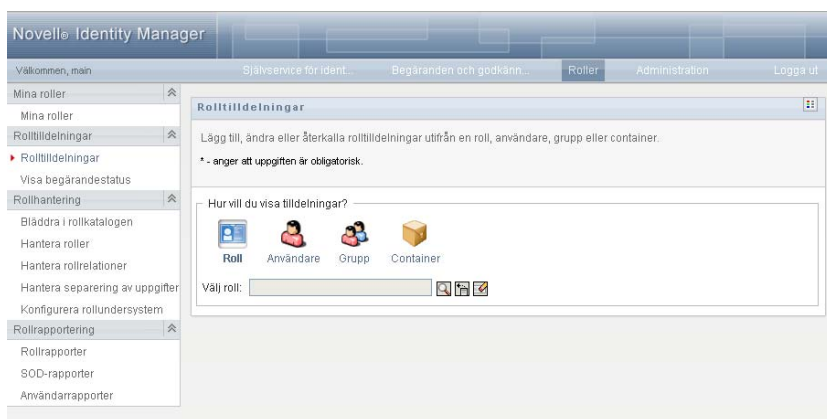 Novell® Identity Manager
Välkommen, main
Självservice för ident...
Begäranden och godkänn...
Roller
Administration
Logga ut
Mina roller
Mina roller
Rolltilldelningar
Rolltilldelningar
Visa begärandestatus
Rollhantering
Bläddra i rollkatalogen
Hantera roller
Hantera rollrelationer
Hantera separering av uppgifter
Konfigurera rollundersystem
Rollrapportering
Rollrapporter
SOD-rapporter
Användarrapporter
Rolltilldelningar
Lägg till, ändra eller återkalla rolltilldelningar utifrån en roll, användare, grupp eller container.
* - anger att uppgiften är obligatorisk.
Hur vill du visa tilldelningar?
Roll Användare Grupp Container
Välj roll: